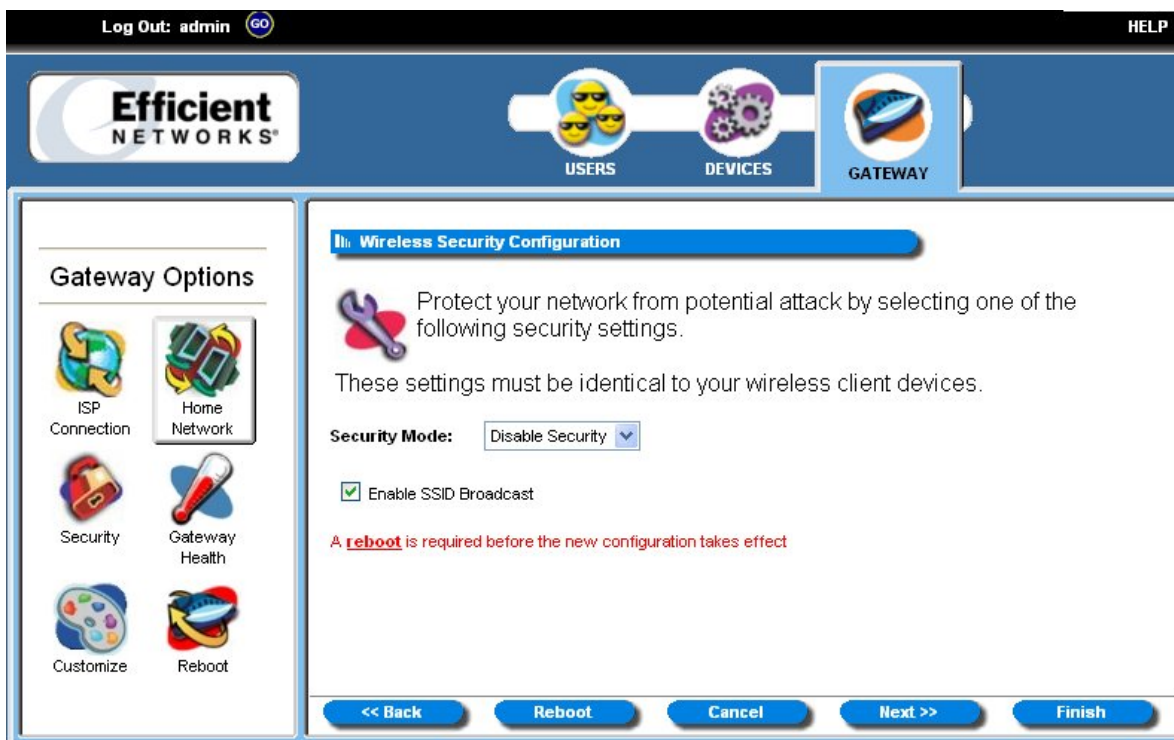 Log Out: admin GO
HELP
Efficient
NETWORKS®
USERS
DEVICES
GATEWAY
Gateway Options
ISP
Connection
Home
Network
Security
Gateway
Health
Customize
Reboot
Wireless Security Configuration
Protect your network from potential attack by selecting one of the
following security settings.
These settings must be identical to your wireless client devices.
Security Mode: Disable Security
Enable SSID Broadcast
A reboot is required before the new configuration takes effect
<< Back
Reboot
Cancel
Next >>
Finish